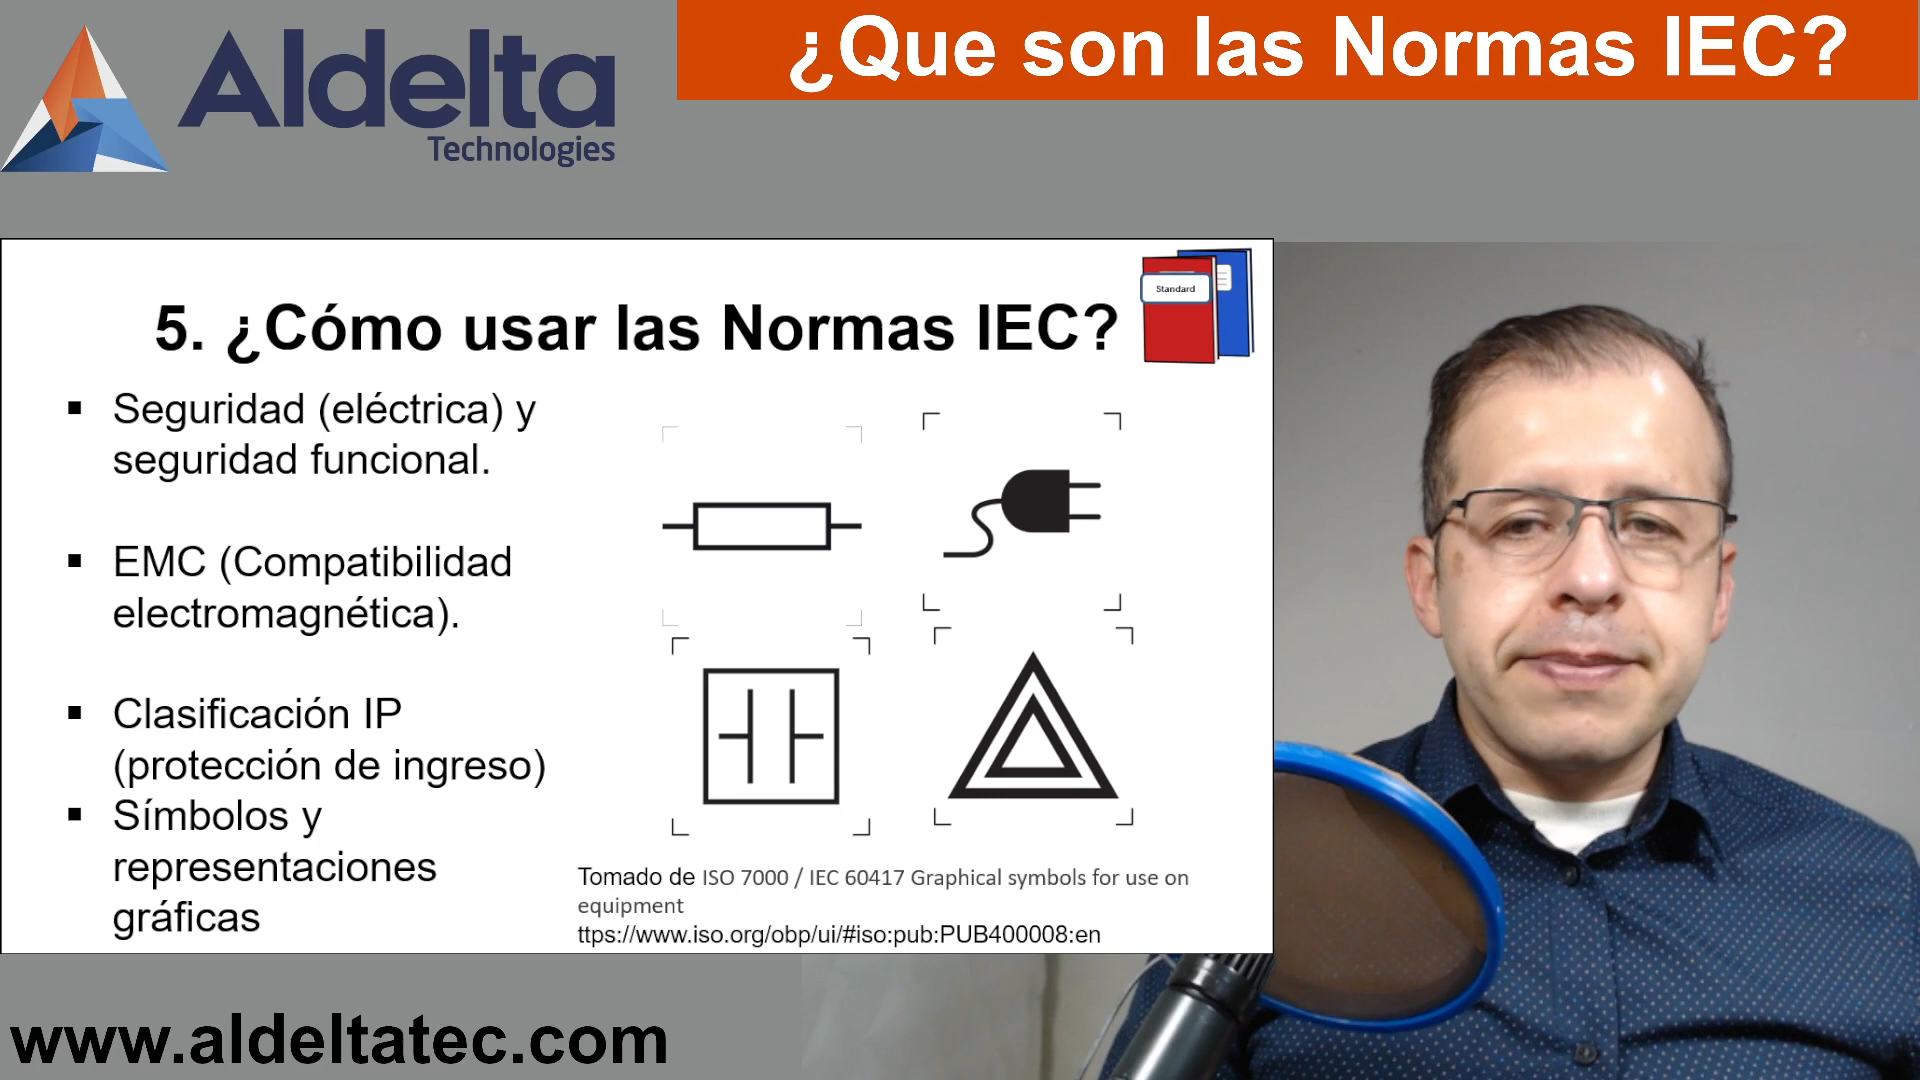 Aldelta
Technologies
¿Que son las Normas IEC?
Standard
5. ¿Cómo usar las Normas IEC?
▪ Seguridad (eléctrica) y
seguridad funcional.
▪ EMC (Compatibilidad
electromagnética).
▪ Clasificación IP
(protección de ingreso)
▪ Símbolos y
representaciones
gráficas
Tomado de ISO 7000 / IEC 60417 Graphical symbols for use on
equipment
ttps://www.iso.org/obp/ui/#iso:pub:PUB400008:en
www.aldeltatec.com